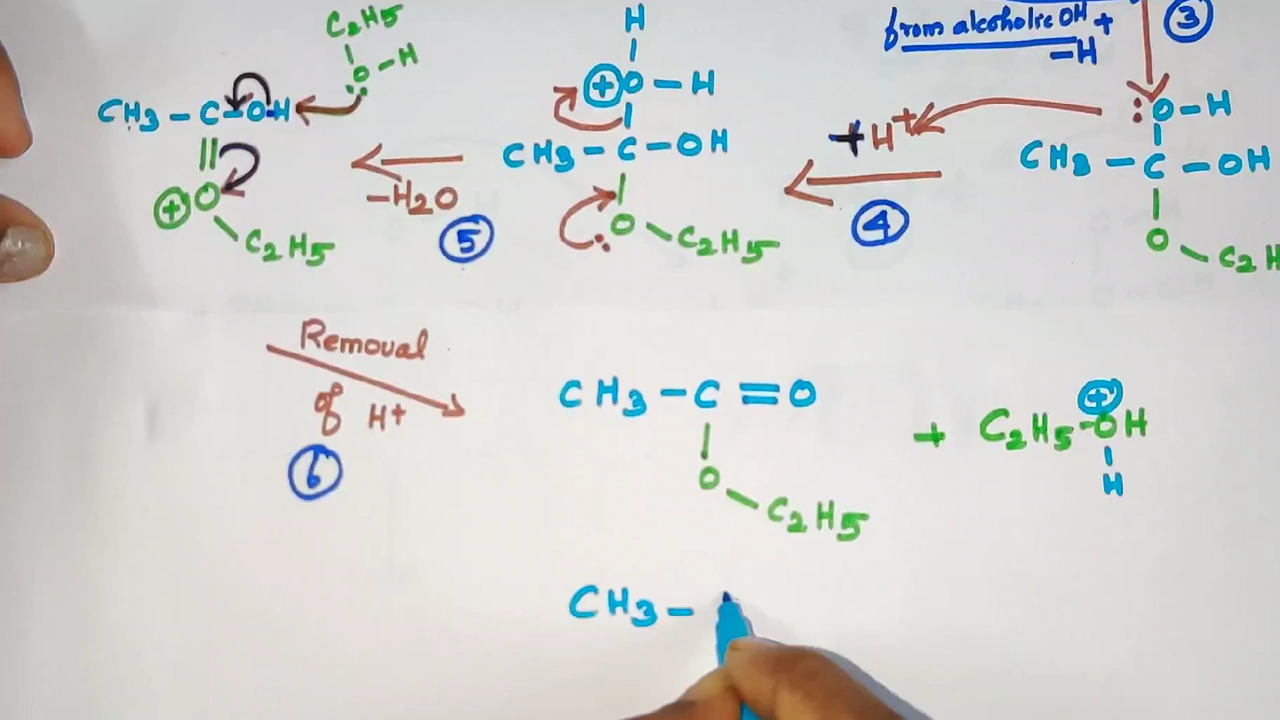 from alcoholic OH
-H+
③
C2H5
O-H
CH3-C-OH
||
⊕O
C2H5
-H2O
⑤
H
⊕O-H
CH3-C-OH
O
C2H5
+H+
④
:O-H
CH3-C-OH
O
C2H
Removal
of H+
⑥
CH3-C=O
O
C2H5
+ C2H5-OH
⊕
H
CH3-